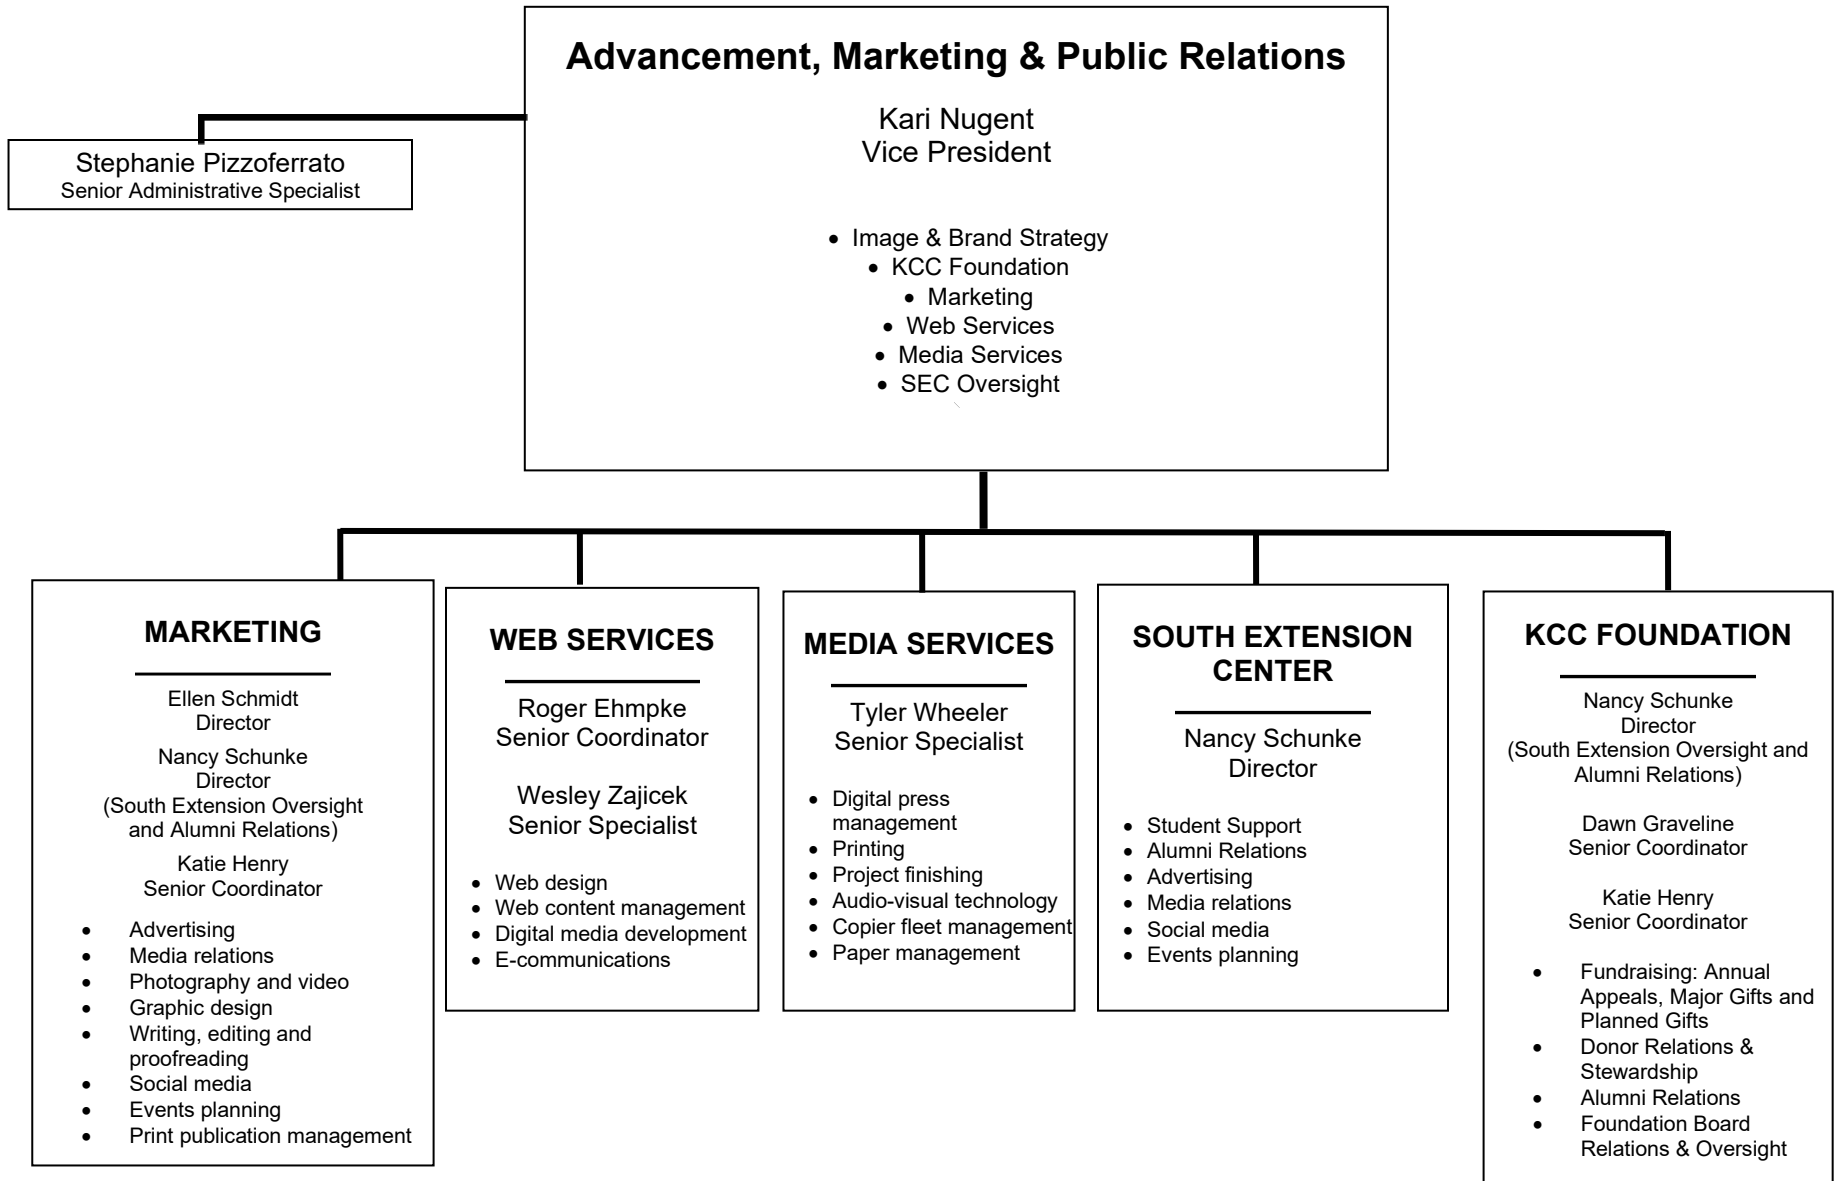 Advancement, Marketing & Public Relations
Kari Nugent
Vice President
Stephanie Pizzoferrato
Senior Administrative Specialist
• Image & Brand Strategy
• KCC Foundation
• Marketing
• Web Services
• Media Services
• SEC Oversight
MARKETING
Ellen Schmidt
Director
Nancy Schunke
Director
(South Extension Oversight
and Alumni Relations)
Katie Henry
Senior Coordinator
• Advertising
• Media relations
• Photography and video
• Graphic design
• Writing, editing and
proofreading
• Social media
• Events planning
• Print publication management
WEB SERVICES
Roger Ehmpke
Senior Coordinator
Wesley Zajicek
Senior Specialist
• Web design
• Web content management
• Digital media development
• E-communications
MEDIA SERVICES
Tyler Wheeler
Senior Specialist
• Digital press
management
• Printing
• Project finishing
• Audio-visual technology
• Copier fleet management
• Paper management
SOUTH EXTENSION
CENTER
Nancy Schunke
Director
• Student Support
• Alumni Relations
• Advertising
• Media relations
• Social media
• Events planning
KCC FOUNDATION
Nancy Schunke
Director
(South Extension Oversight and
Alumni Relations)
Dawn Graveline
Senior Coordinator
Katie Henry
Senior Coordinator
• Fundraising: Annual
Appeals, Major Gifts and
Planned Gifts
• Donor Relations &
Stewardship
• Alumni Relations
• Foundation Board
Relations & Oversight